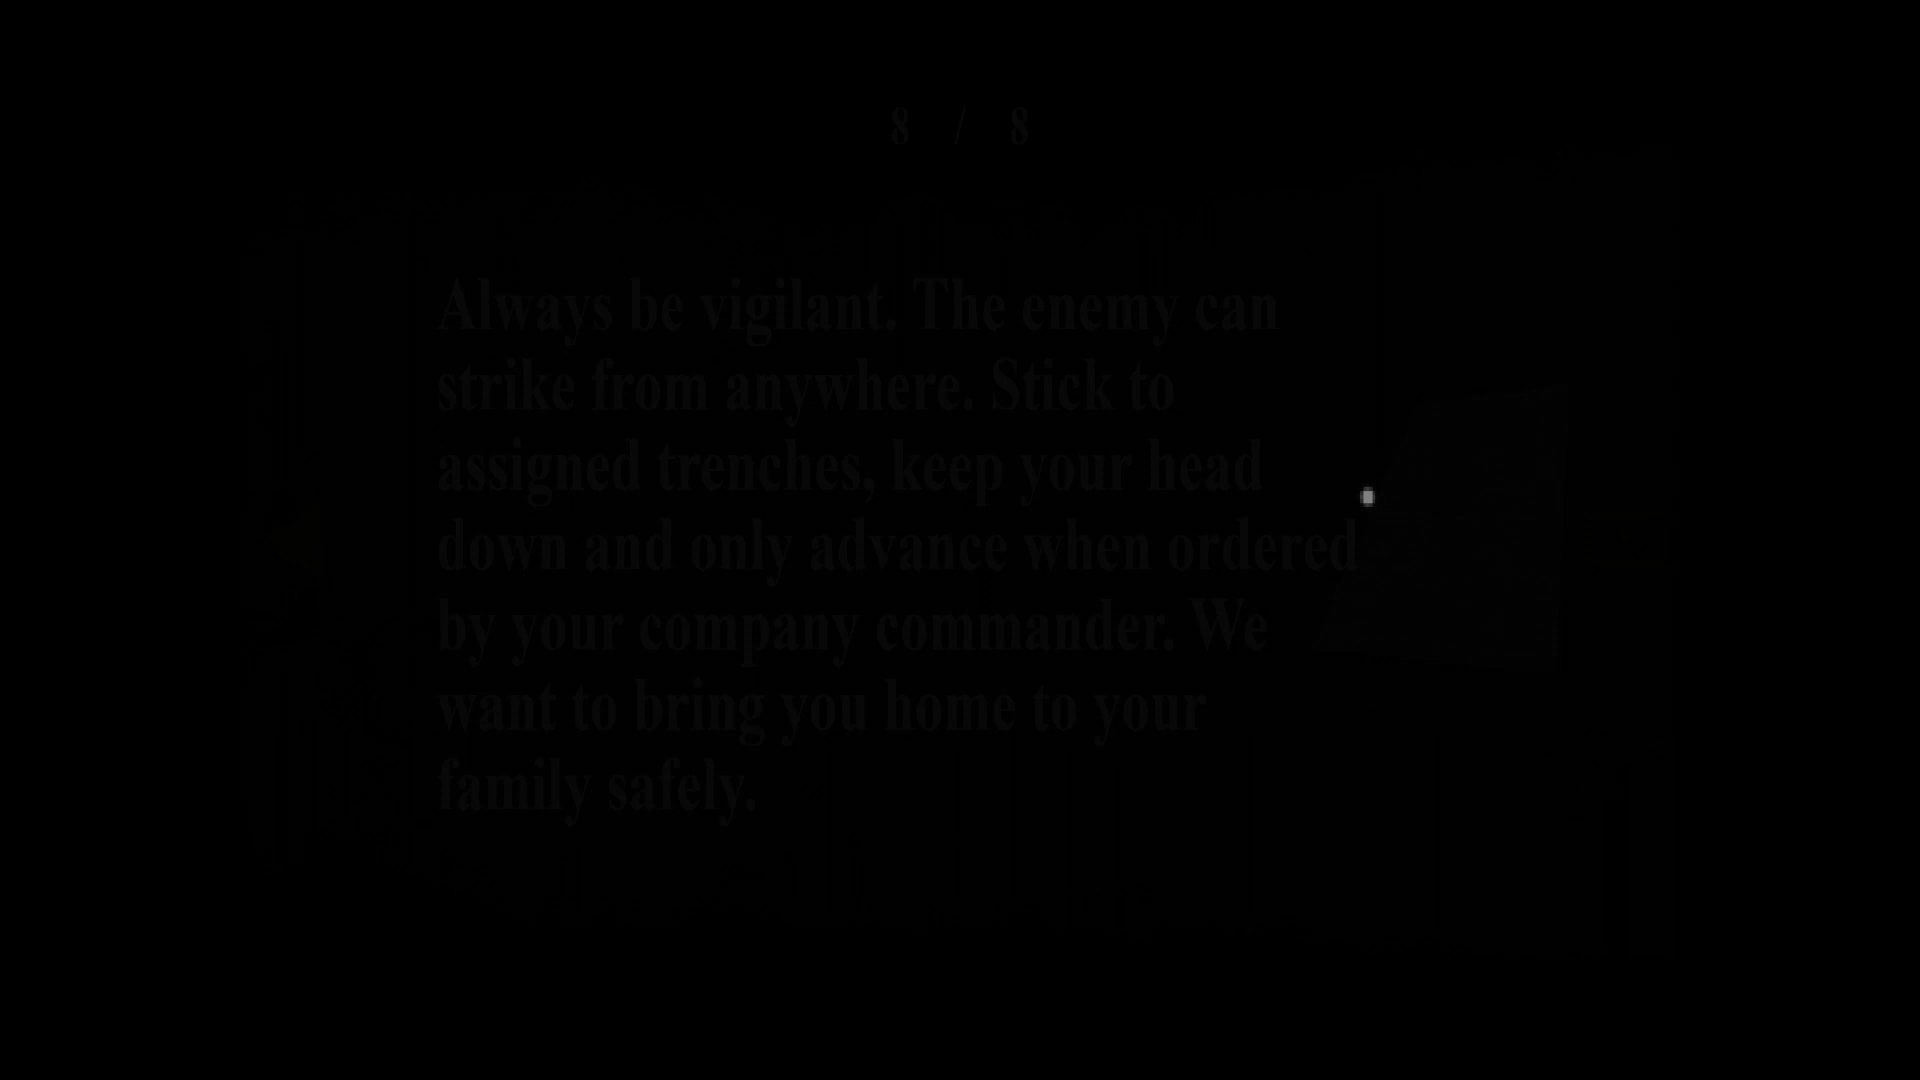 8 / 8
Always be vigilant. The enemy can
strike from anywhere. Stick to
assigned trenches, keep your head
down and only advance when ordered
by your company commander. We
want to bring you home to your
family safely.